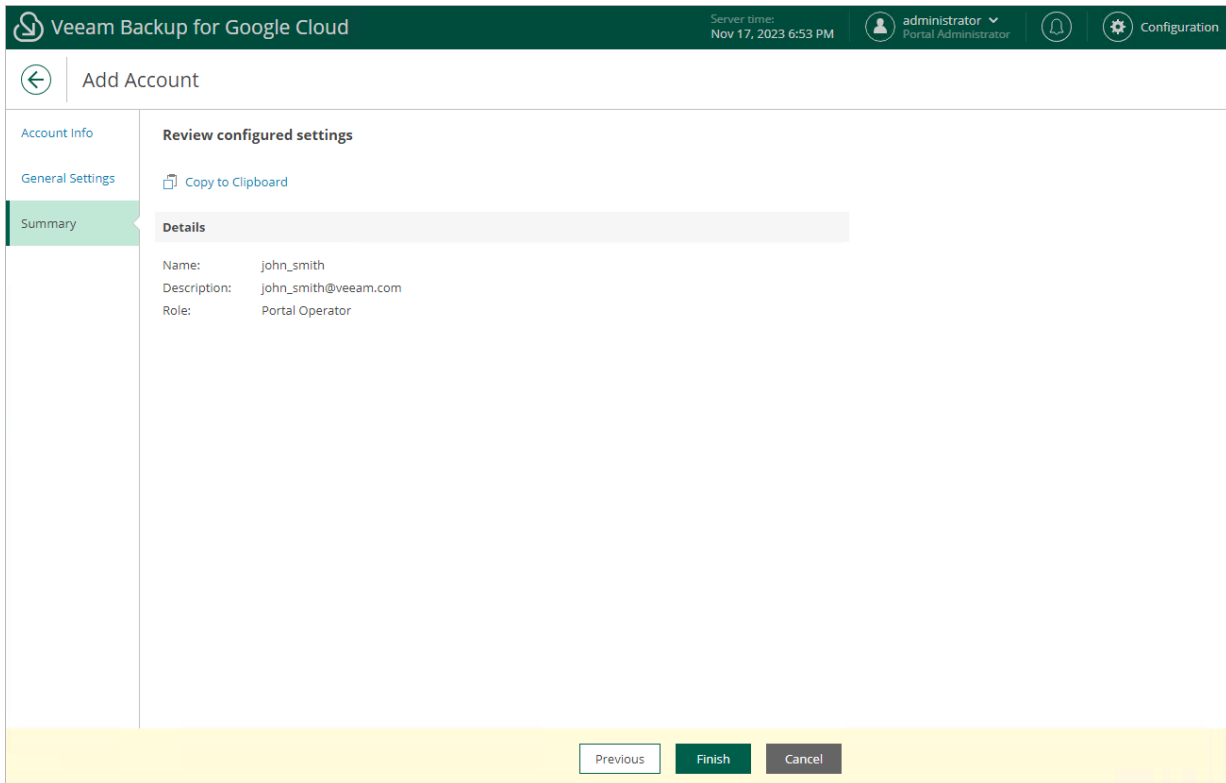 Veeam Backup for Google Cloud
Server time:
Nov 17, 2023 6:53 PM
administrator
Portal Administrator
Configuration
Add Account
Account Info
General Settings
Summary
Review configured settings
Copy to Clipboard
Details
Name: john_smith
Description: john_smith@veeam.com
Role: Portal Operator
Previous
Finish
Cancel